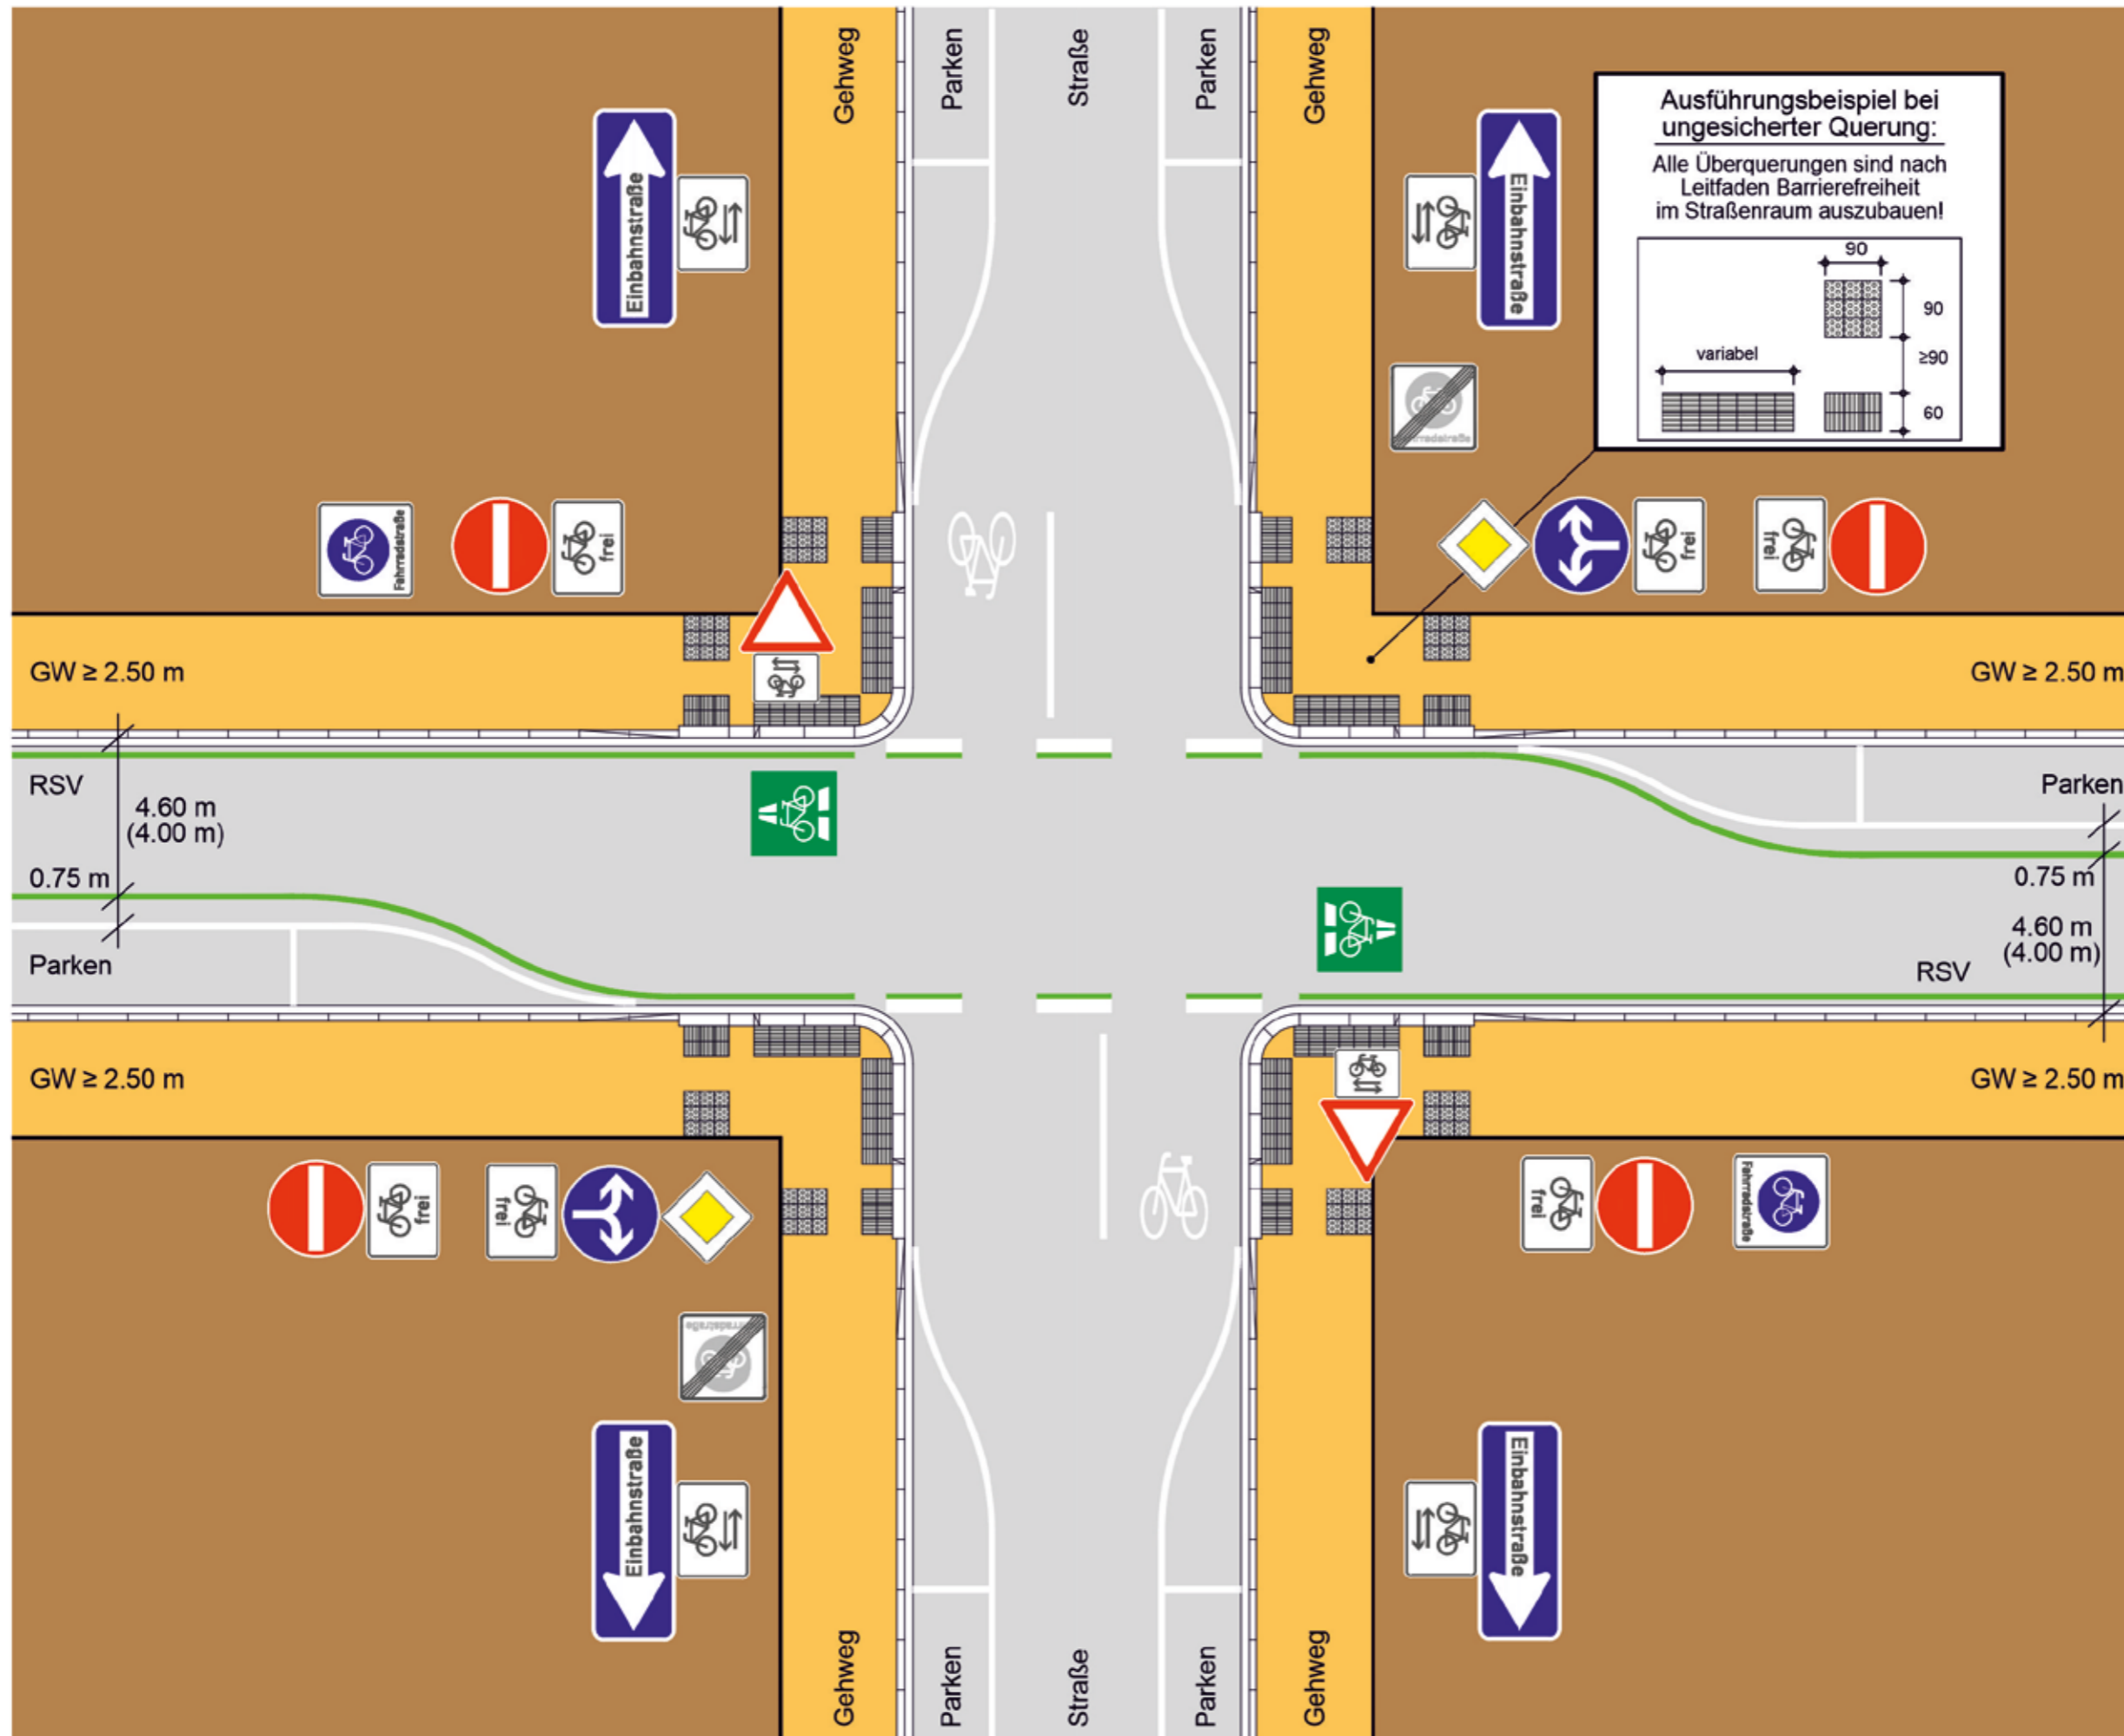 Gehweg
Parken
Straße
Parken
Gehweg
Ausführungsbeispiel bei
ungesicherter Querung:
Alle Überquerungen sind nach
Leitfaden Barrierefreiheit
im Straßenraum auszubauen!
90
90
variabel
≥90
60
Einbahnstraße
Einbahnstraße
Fahrradstraße
frei
frei
frei
GW ≥ 2.50 m
GW ≥ 2.50 m
RSV
4.60 m
(4.00 m)
0.75 m
Parken
Parken
0.75 m
4.60 m
(4.00 m)
RSV
GW ≥ 2.50 m
GW ≥ 2.50 m
frei
frei
frei
Fahrradstraße
Einbahnstraße
Einbahnstraße
Gehweg
Parken
Straße
Parken
Gehweg